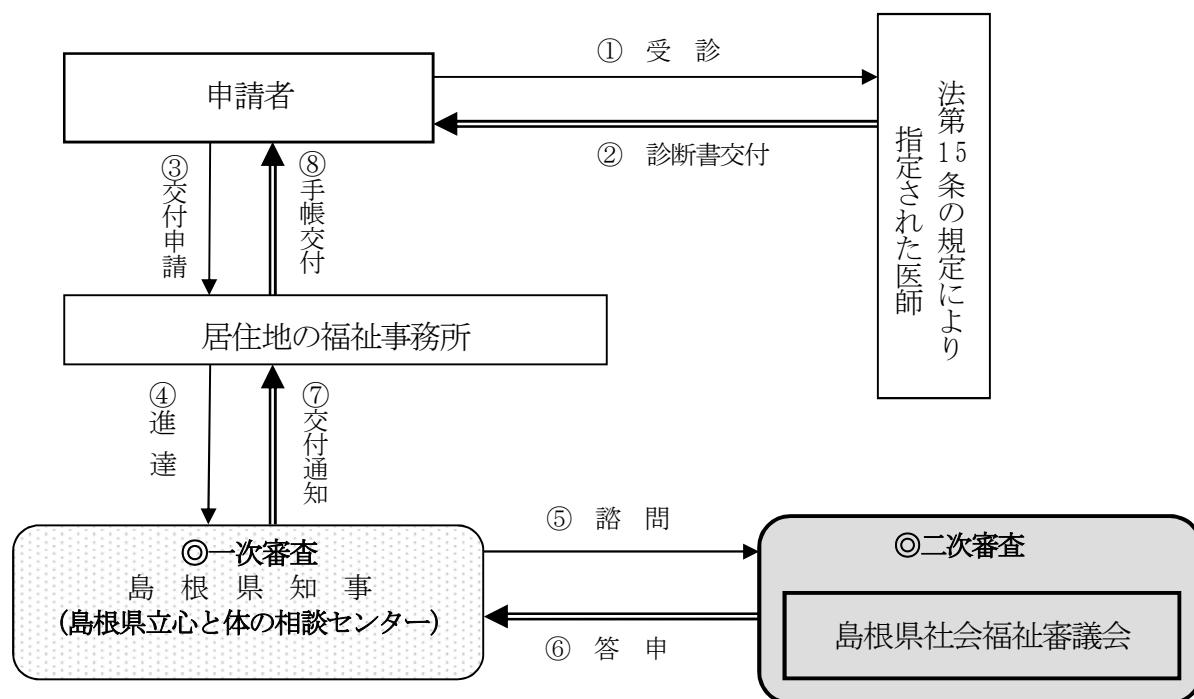 ① 受 診
申請者
② 診断書交付
法第15条の規定により
指定された医師
③交付申請
⑧手帳交付
居住地の福祉事務所
④進 達
⑦交付通知
◎一次審査
島 根 県 知 事
(島根県立心と体の相談センター)
⑤ 諮 問
⑥ 答 申
◎二次審査
島根県社会福祉審議会